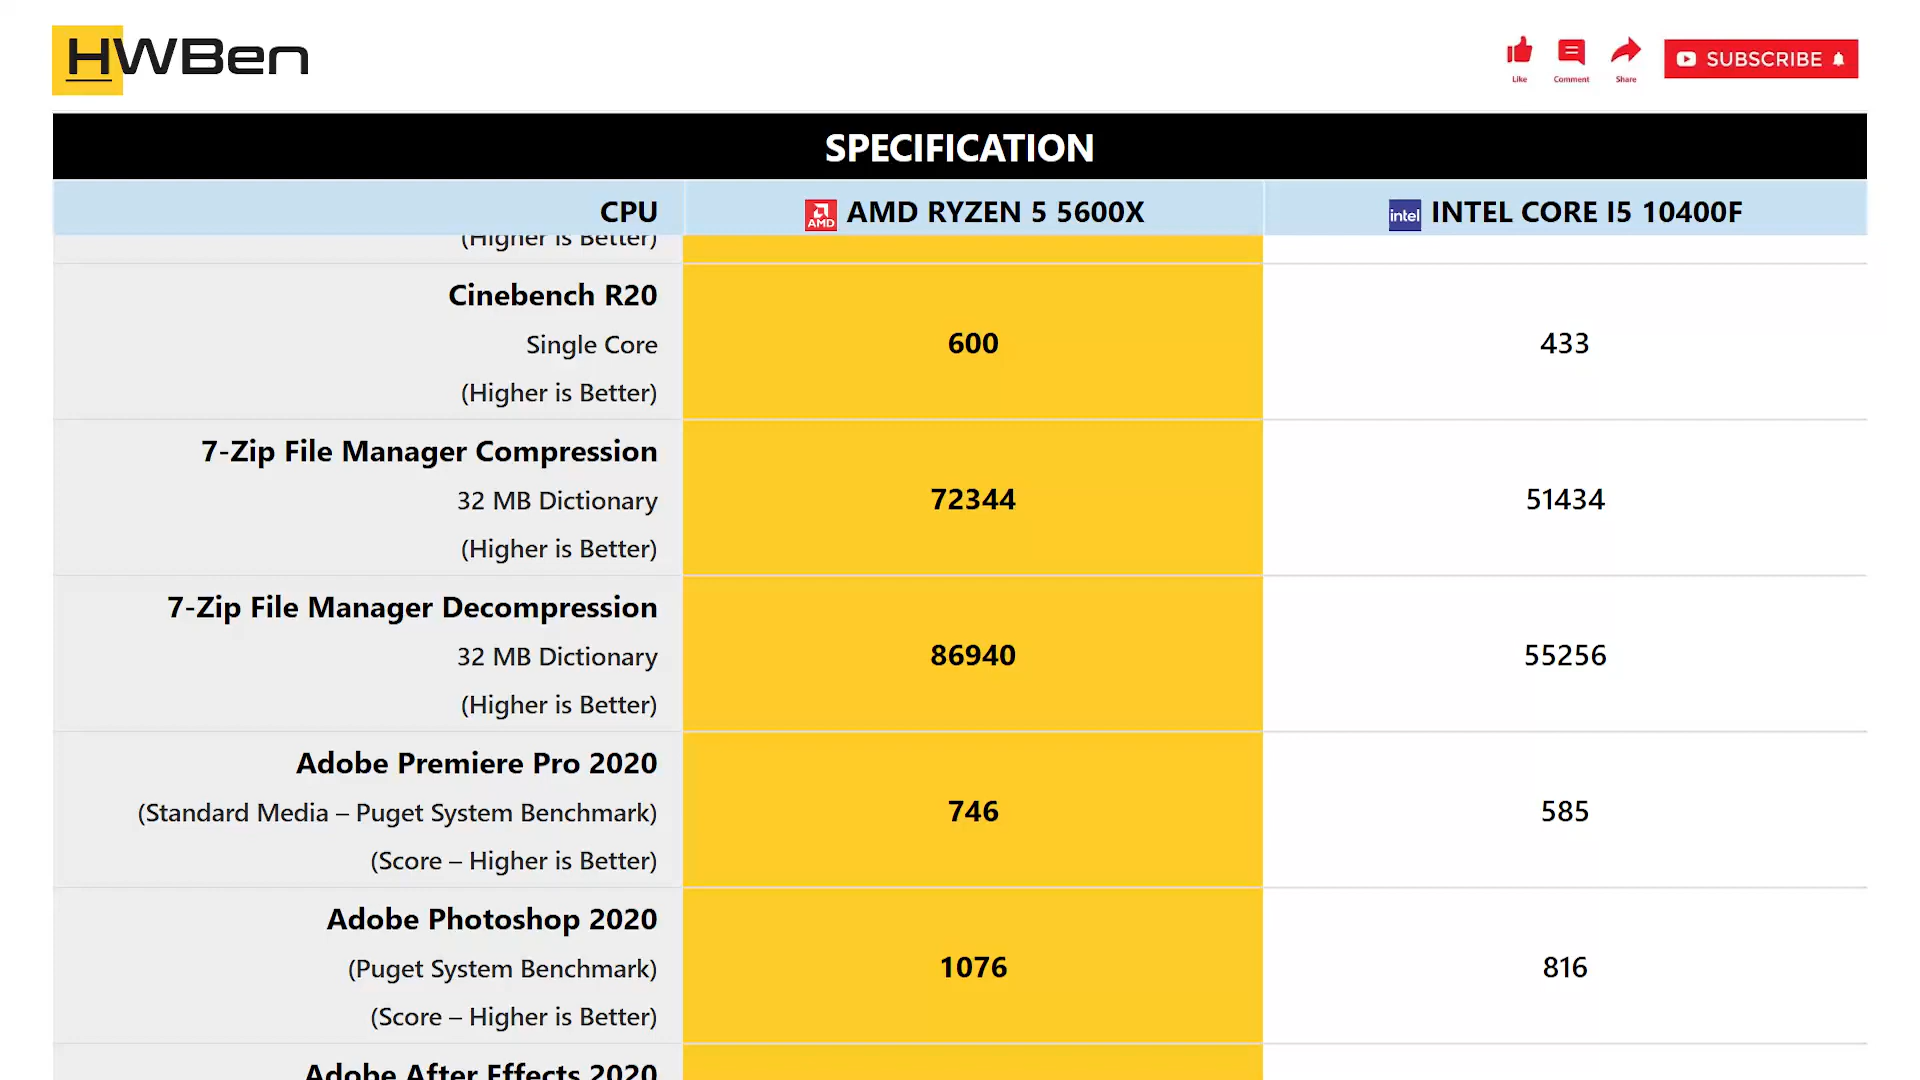 HWBen
Like
Comment
Share
SUBSCRIBE
SPECIFICATION
CPU
AMD AMD RYZEN 5 5600X
intel INTEL CORE I5 10400F
(Higher is Better)
Cinebench R20
Single Core
(Higher is Better)
600
433
7-Zip File Manager Compression
32 MB Dictionary
(Higher is Better)
72344
51434
7-Zip File Manager Decompression
32 MB Dictionary
(Higher is Better)
86940
55256
Adobe Premiere Pro 2020
(Standard Media – Puget System Benchmark)
(Score – Higher is Better)
746
585
Adobe Photoshop 2020
(Puget System Benchmark)
(Score – Higher is Better)
1076
816
Adobe After Effects 2020